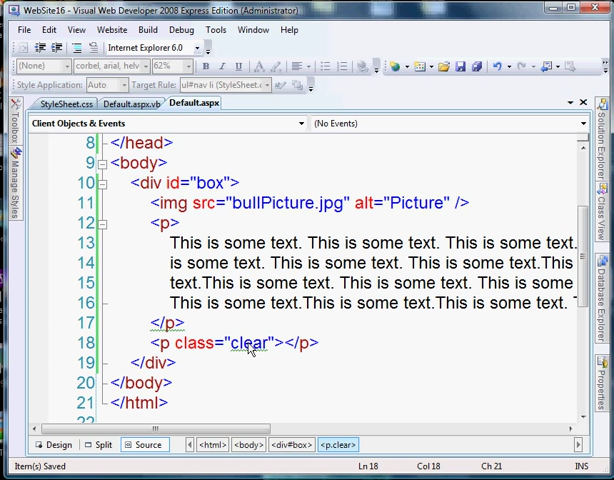 WebSite16 - Visual Web Developer 2008 Express Edition (Administrator)
File Edit View Website Build Debug Tools Window Help
Internet Explorer 6.0
(None) corbel, arial, helvet 62% B I U A
Style Application: Auto Target Rule: ul#nav li (StyleSheet.css
StyleSheet.css Default.aspx.vb Default.aspx
Client Objects & Events (No Events)
8 </head>
9 <body>
10 <div id="box">
11 <img src="bullPicture.jpg" alt="Picture" />
12 <p>
13 This is some text. This is some text. This is some text.
14 is some text. This is some text. This is some text.This
15 text.This is some text. This is some text. This is some
16 This is some text.This is some text.This is some text. T
17 </p>
18 <p class="clear"></p>
19 </div>
20 </body>
21 </html>
22
Design Split Source <html> <body> <div#box> <p.clear>
Item(s) Saved Ln 18 Col 18 Ch 21 INS
Toolbox
Manage Styles
Solution Explorer
Class View
Database Explorer
Properties